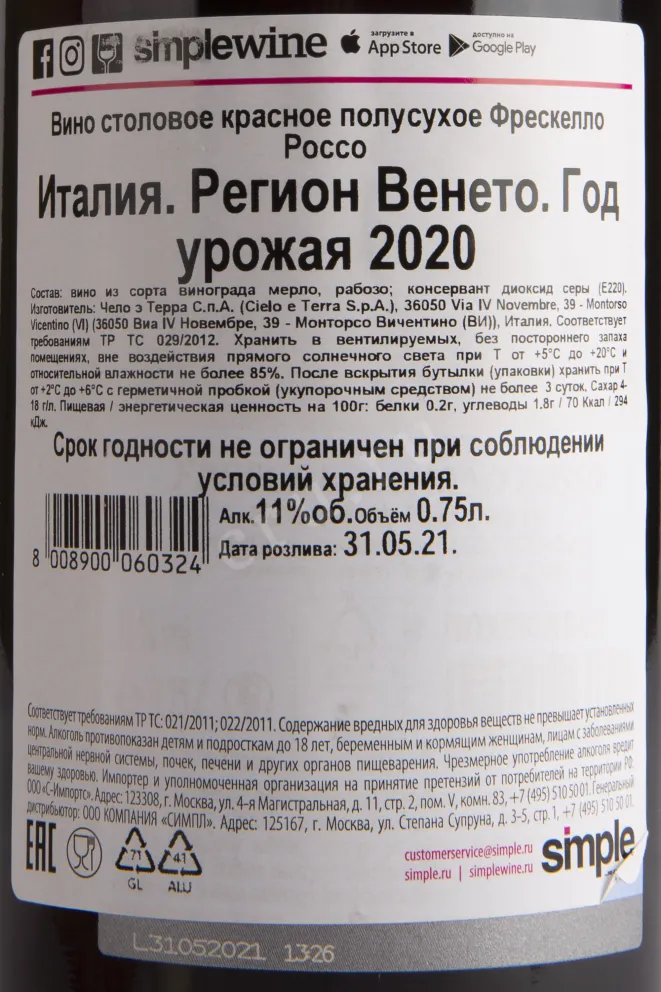 simplewine
загрузите в
App Store
доступно на
Google Play
Вино столовое красное полусухое Фрескелло
Россо
Италия. Регион Венето. Год
урожая 2020
Состав: вино из сорта винограда мерло, рабозо; консервант диоксид серы (Е220).
Изготовитель: Чело э Терра С.п.А. (Cielo e Terra S.p.A.), 36050 Via IV Novembre, 39 - Montorso
Vicentino (VI) (36050 Виа IV Новембре, 39 - Монторсо Вичентино (ВИ)), Италия. Соответствует
требованиям ТР ТС 029/2012. Хранить в вентилируемых, без постороннего запаха
помещениях, вне воздействия прямого солнечного света при Т от +5°С до +20°С и
относительной влажности не более 85%. После вскрытия бутылки (упаковки) хранить при Т
от +2°С до +6°С с герметичной пробкой (укупорочным средством) не более 3 суток. Сахар 4-
18 г/л. Пищевая / энергетическая ценность на 100г: белки 0.2г, углеводы 1.8г / 70 Ккал / 294
кДж.
Срок годности не ограничен при соблюдении
условий хранения.
Алк.11%об.Объём 0.75л.
Дата розлива: 31.05.21.
8 008900 060324
Соответствует требованиям ТР ТС: 021/2011; 022/2011. Содержание вредных для здоровья веществ не превышает установленных
норм. Алкоголь противопоказан детям и подросткам до 18 лет, беременным и кормящим женщинам, лицам с заболеваниями
центральной нервной системы, почек, печени и других органов пищеварения. Чрезмерное употребление алкоголя вредит
вашему здоровью. Импортер и уполномоченная организация на принятие претензий от потребителей на территории РФ:
ООО «С-Импортс». Адрес: 123308, г. Москва, ул. 4-я Магистральная, д. 11, стр. 2, пом. V, комн. 83, +7 (495) 510 50 01. Генеральный
дистрибьютор: ООО КОМПАНИЯ «СИМПЛ». Адрес: 125167, г. Москва, ул. Степана Супруна, д. 3-5, стр. 1, +7 (495) 510 50 01.
EAC
71
GL
41
ALU
customerservice@simple.ru
simple.ru | simplewine.ru
simple
L31052021 1326